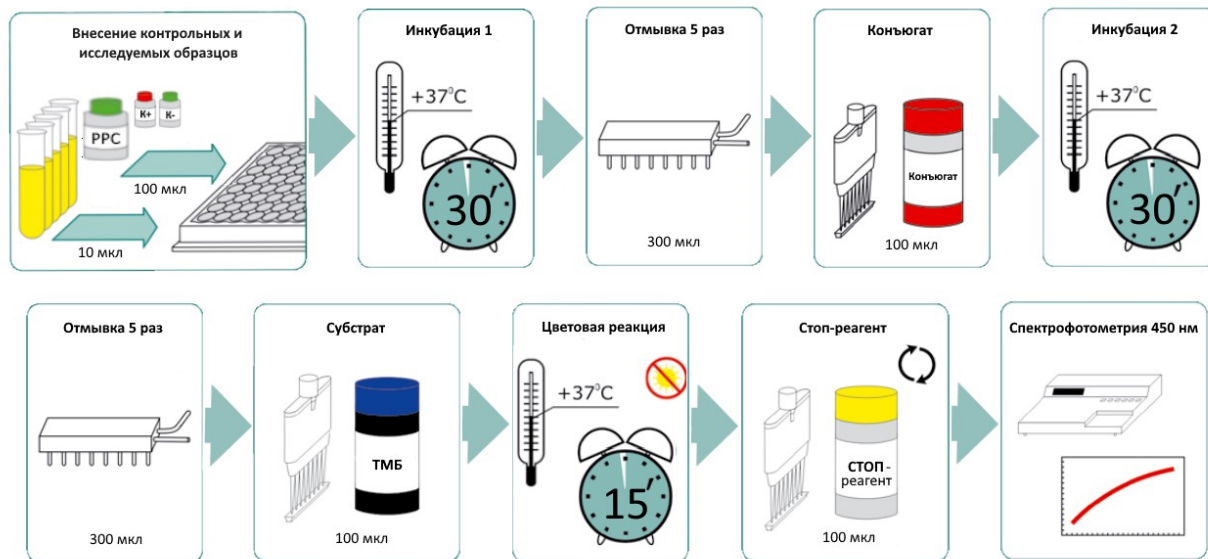 Внесение контрольных и
исследуемых образцов
РРС
К+
К-
100 мкл
10 мкл
Инкубация 1
+37°C
30′
Отмывка 5 раз
300 мкл
Конъюгат
Конъюгат
100 мкл
Инкубация 2
+37°C
30′
Отмывка 5 раз
300 мкл
Субстрат
ТМБ
100 мкл
Цветовая реакция
+37°C
15′
Стоп-реагент
СТОП-
реагент
100 мкл
Спектрофотометрия 450 нм